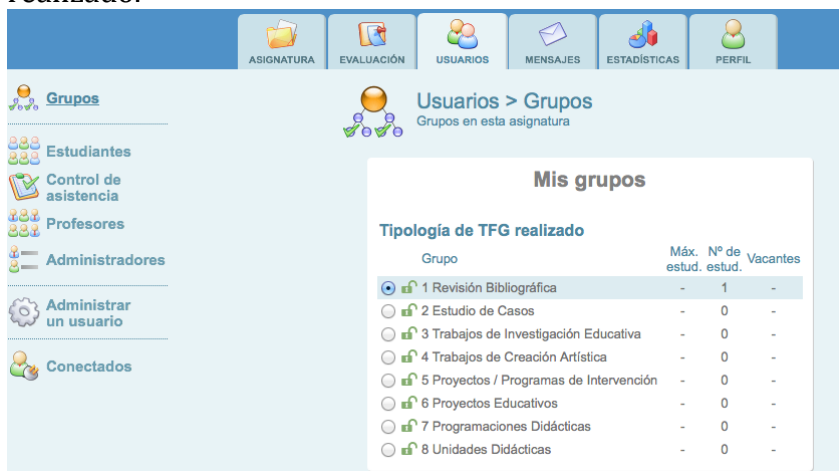 realizado.
ASIGNATURA EVALUACIÓN USUARIOS MENSAJES ESTADÍSTICAS PERFIL
Grupos
Estudiantes
Control de
asistencia
Profesores
Administradores
Administrar
un usuario
Conectados
Usuarios > Grupos
Grupos en esta asignatura
Mis grupos
Tipología de TFG realizado
Grupo Máx. estud. Nº de estud. Vacantes
1 Revisión Bibliográfica - 1 -
2 Estudio de Casos - 0 -
3 Trabajos de Investigación Educativa - 0 -
4 Trabajos de Creación Artística - 0 -
5 Proyectos / Programas de Intervención - 0 -
6 Proyectos Educativos - 0 -
7 Programaciones Didácticas - 0 -
8 Unidades Didácticas - 0 -